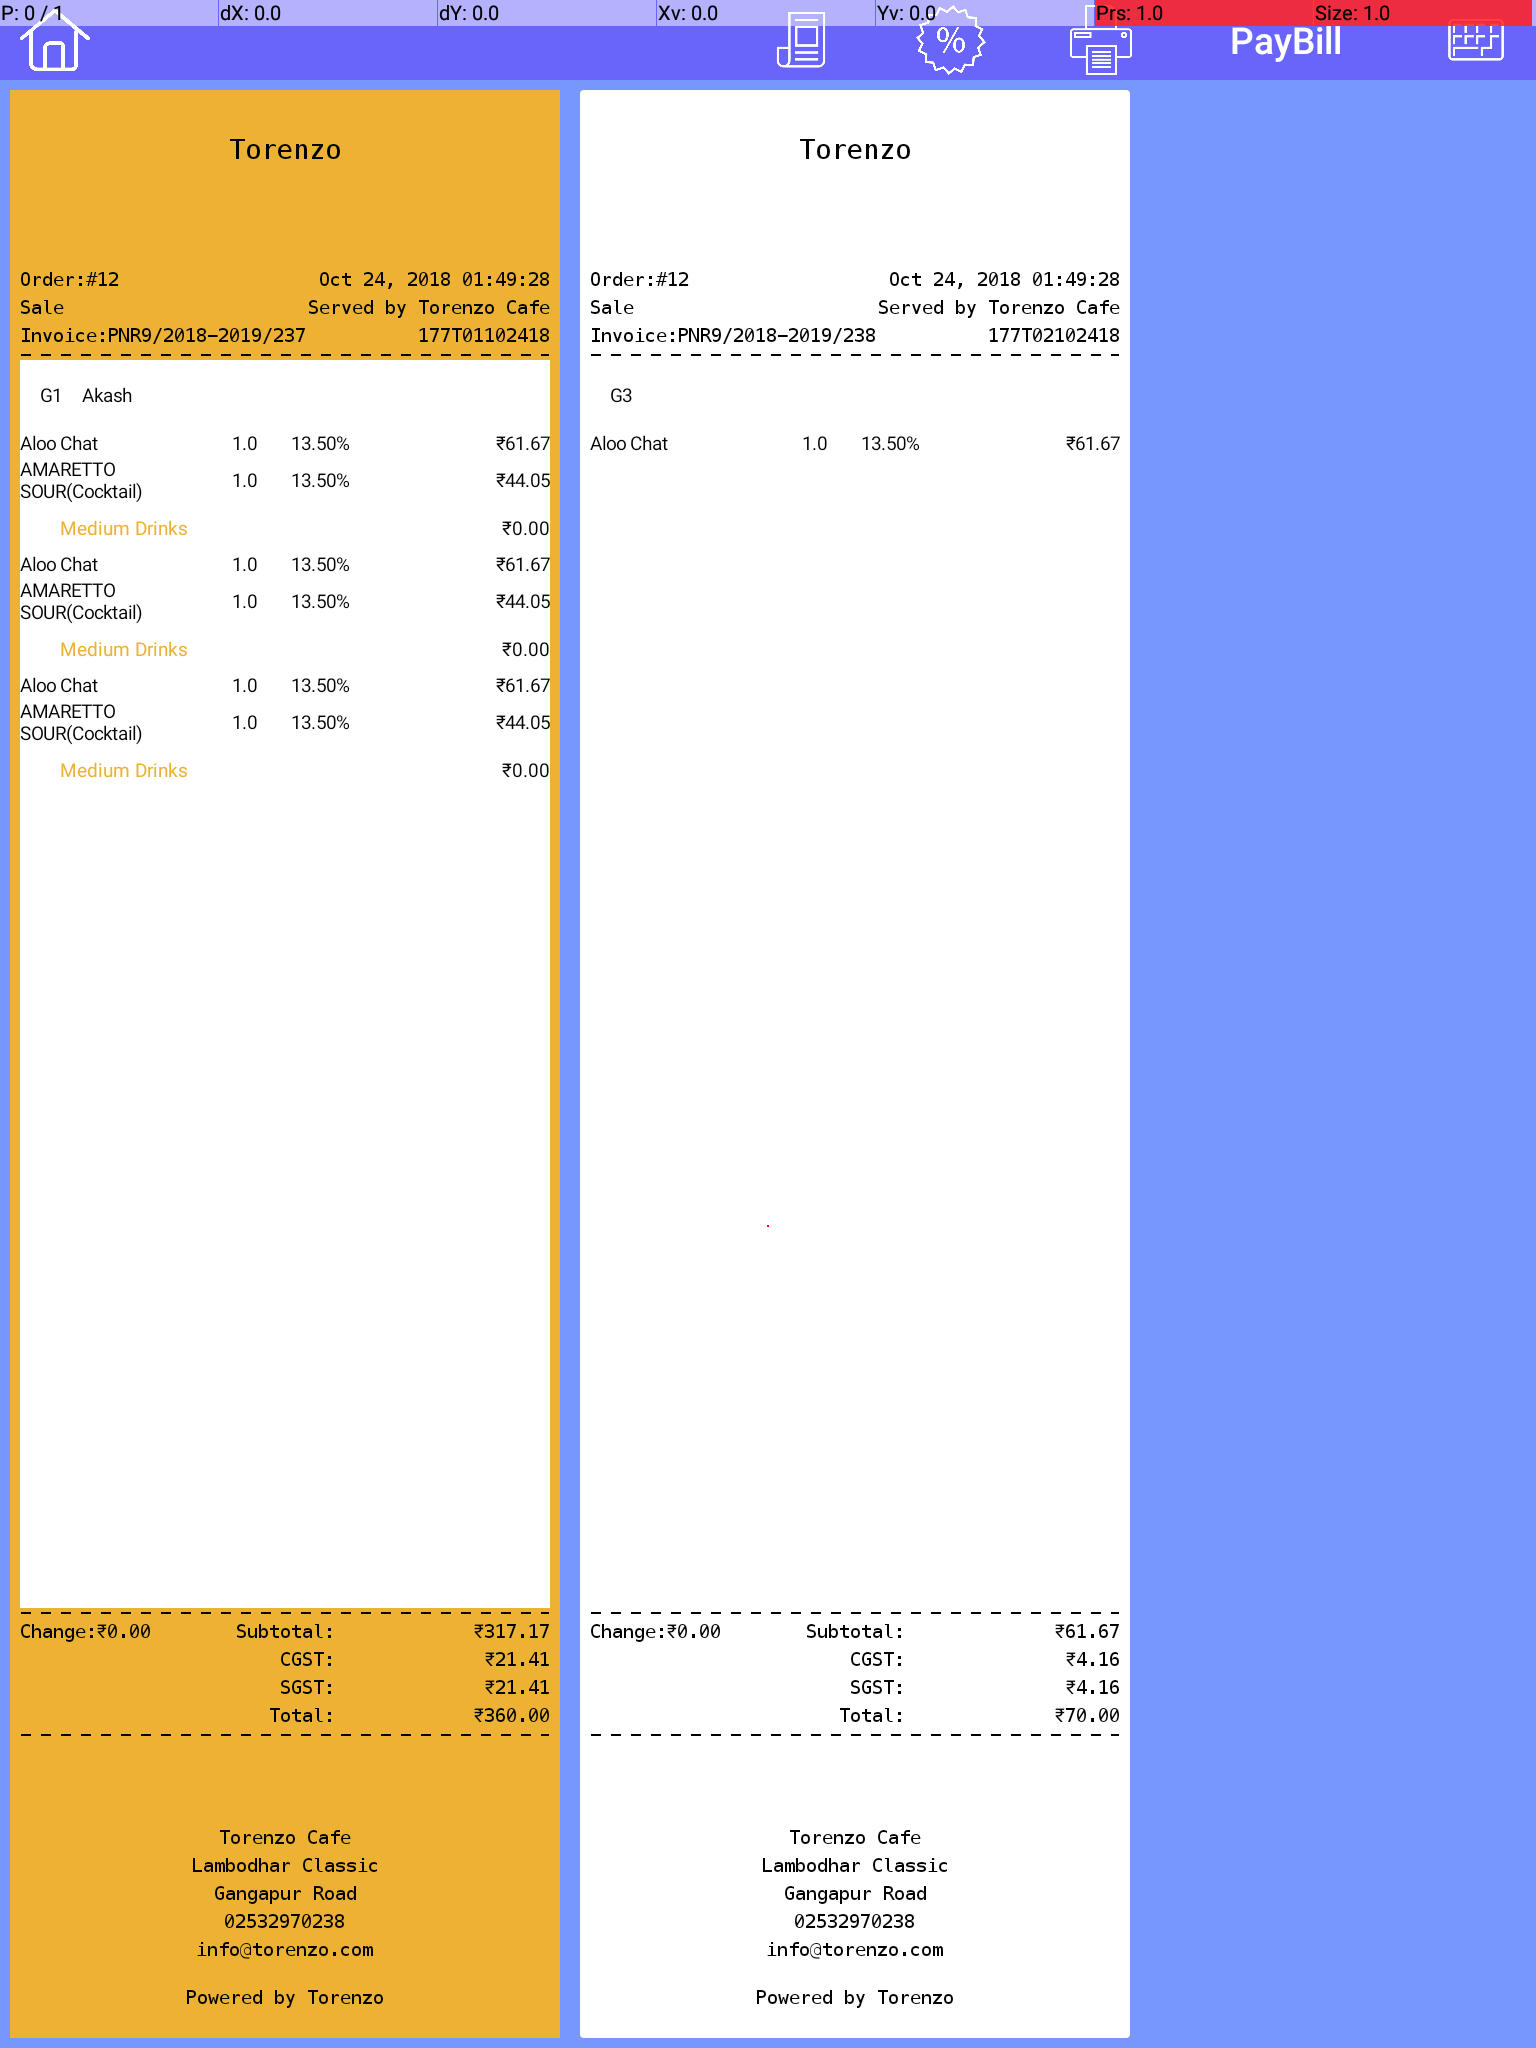 P: 0 / 1 dX: 0.0 dY: 0.0 Xv: 0.0 Yv: 0.0 Prs: 1.0 Size: 1.0
% PayBill
Torenzo
Order:#12 Oct 24, 2018 01:49:28
Sale Served by Torenzo Cafe
Invoice:PNR9/2018-2019/237 177T01102418
G1 Akash
Aloo Chat 1.0 13.50% ₹61.67
AMARETTO
SOUR(Cocktail) 1.0 13.50% ₹44.05
Medium Drinks ₹0.00
Aloo Chat 1.0 13.50% ₹61.67
AMARETTO
SOUR(Cocktail) 1.0 13.50% ₹44.05
Medium Drinks ₹0.00
Aloo Chat 1.0 13.50% ₹61.67
AMARETTO
SOUR(Cocktail) 1.0 13.50% ₹44.05
Medium Drinks ₹0.00
Change:₹0.00 Subtotal: ₹317.17
CGST: ₹21.41
SGST: ₹21.41
Total: ₹360.00
Torenzo Cafe
Lambodhar Classic
Gangapur Road
02532970238
info@torenzo.com
Powered by Torenzo
Torenzo
Order:#12 Oct 24, 2018 01:49:28
Sale Served by Torenzo Cafe
Invoice:PNR9/2018-2019/238 177T02102418
G3
Aloo Chat 1.0 13.50% ₹61.67
Change:₹0.00 Subtotal: ₹61.67
CGST: ₹4.16
SGST: ₹4.16
Total: ₹70.00
Torenzo Cafe
Lambodhar Classic
Gangapur Road
02532970238
info@torenzo.com
Powered by Torenzo